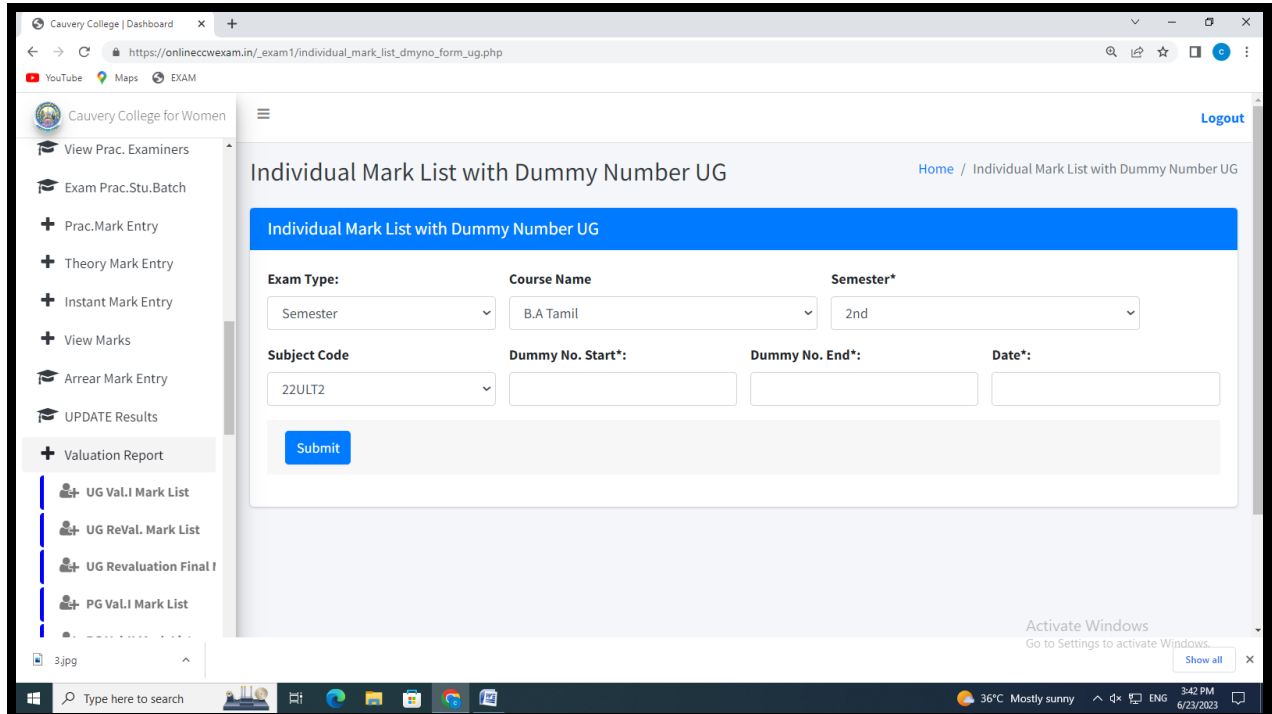 Cauvery College | Dashboard
https://onlineccwexam.in/_exam1/individual_mark_list_dmyno_form_ug.php
YouTube Maps EXAM
Cauvery College for Women
Logout
View Prac. Examiners
Exam Prac.Stu.Batch
Prac.Mark Entry
Theory Mark Entry
Instant Mark Entry
View Marks
Arrear Mark Entry
UPDATE Results
Valuation Report
UG Val.I Mark List
UG ReVal. Mark List
UG Revaluation Final
PG Val.I Mark List
Individual Mark List with Dummy Number UG
Home / Individual Mark List with Dummy Number UG
Individual Mark List with Dummy Number UG
Exam Type: Course Name Semester*
Semester B.A Tamil 2nd
Subject Code Dummy No. Start*: Dummy No. End*: Date*:
22ULT2
Submit
Activate Windows
Go to Settings to activate Windows.
3.jpg
Show all
Type here to search
36°C Mostly sunny
ENG
3:42 PM
6/23/2023